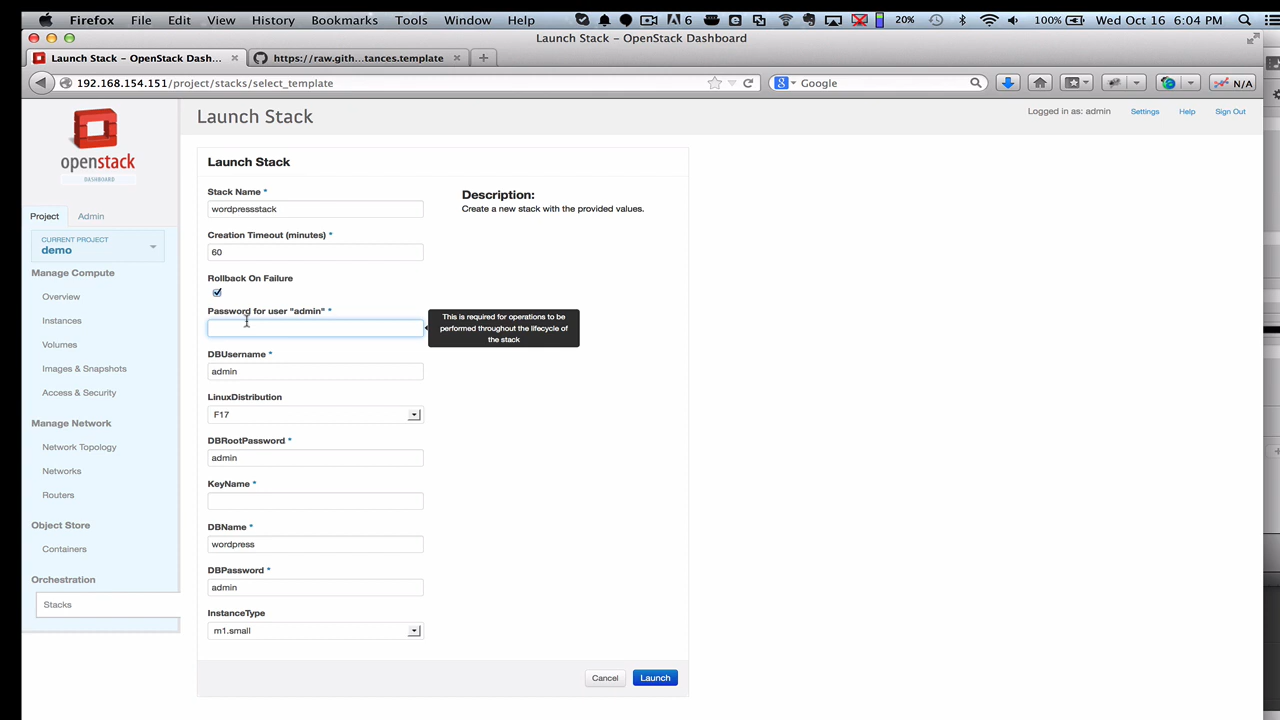 Firefox File Edit View History Bookmarks Tools Window Help 6 20% 100% Wed Oct 16 6:04 PM
Launch Stack – OpenStack Dashboard
Launch Stack - OpenStack Dash... https://raw.gith...tances.template
192.168.154.151/project/stacks/select_template Google N/A
Launch Stack Logged in as: admin Settings Help Sign Out
openstack
DASHBOARD
Project Admin
CURRENT PROJECT
demo
Manage Compute
Overview
Instances
Volumes
Images & Snapshots
Access & Security
Manage Network
Network Topology
Networks
Routers
Object Store
Containers
Orchestration
Stacks
Launch Stack
Stack Name *
wordpressstack
Creation Timeout (minutes) *
60
Rollback On Failure
Password for user "admin" *
This is required for operations to be
performed throughout the lifecycle of
the stack
DBUsername *
admin
LinuxDistribution
F17
DBRootPassword *
admin
KeyName *
DBName *
wordpress
DBPassword *
admin
InstanceType
m1.small
Description:
Create a new stack with the provided values.
Cancel Launch